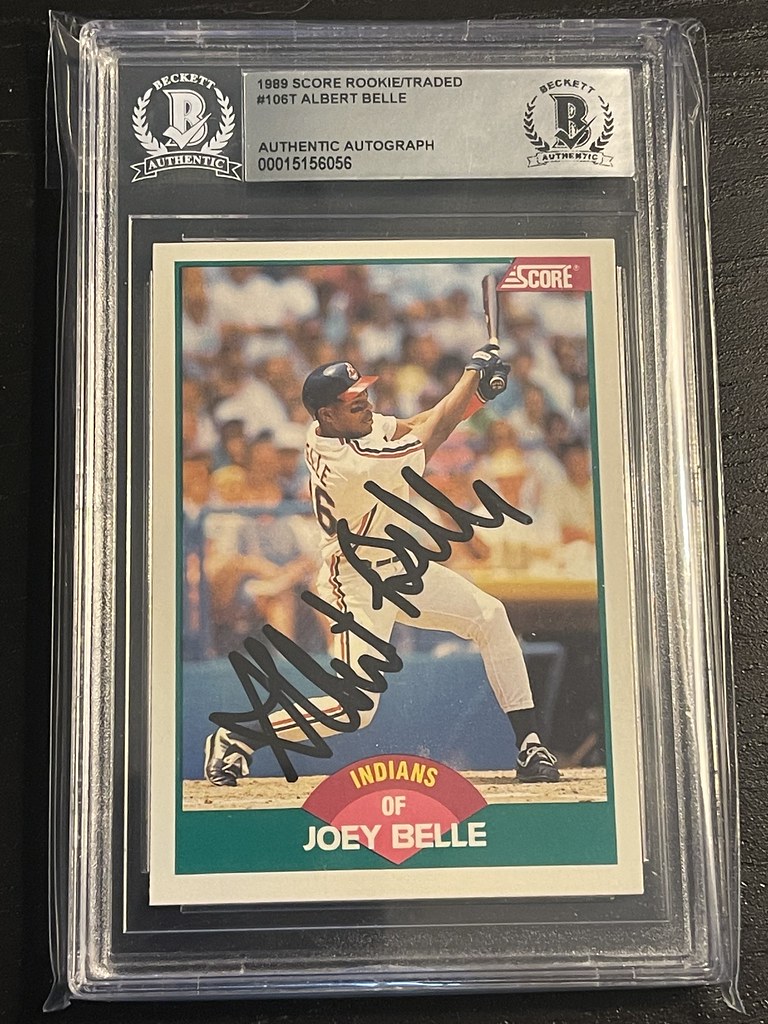 BECKETT
B
AUTHENTIC
1989 SCORE ROOKIE/TRADED
#106T ALBERT BELLE
AUTHENTIC AUTOGRAPH
00015156056
BECKETT
B
AUTHENTIC
SCORE
Albert Belle
INDIANS
OF
JOEY BELLE